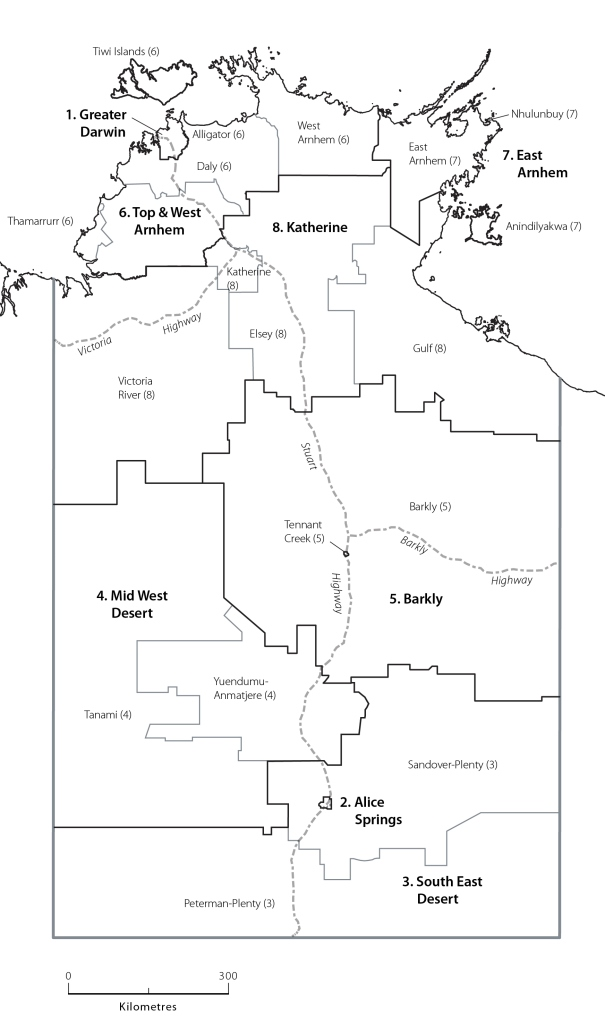 Tiwi Islands (6)
1. Greater
Darwin
Alligator (6)
West
Arnhem (6)
Nhulunbuy (7)
East
Arnhem (7)
7. East
Arnhem
Daly (6)
Thamarrurr (6)
6. Top & West
Arnhem
8. Katherine
Anindilyakwa (7)
Katherine
(8)
Victoria
Highway
Elsey (8)
Gulf (8)
Victoria
River (8)
Stuart
Barkly (5)
Tennant
Creek (5)
Barkly
Highway
Highway
4. Mid West
Desert
5. Barkly
Yuendumu-
Anmatjere (4)
Tanami (4)
Sandover-Plenty (3)
2. Alice
Springs
3. South East
Desert
Peterman-Plenty (3)
0 300
Kilometres